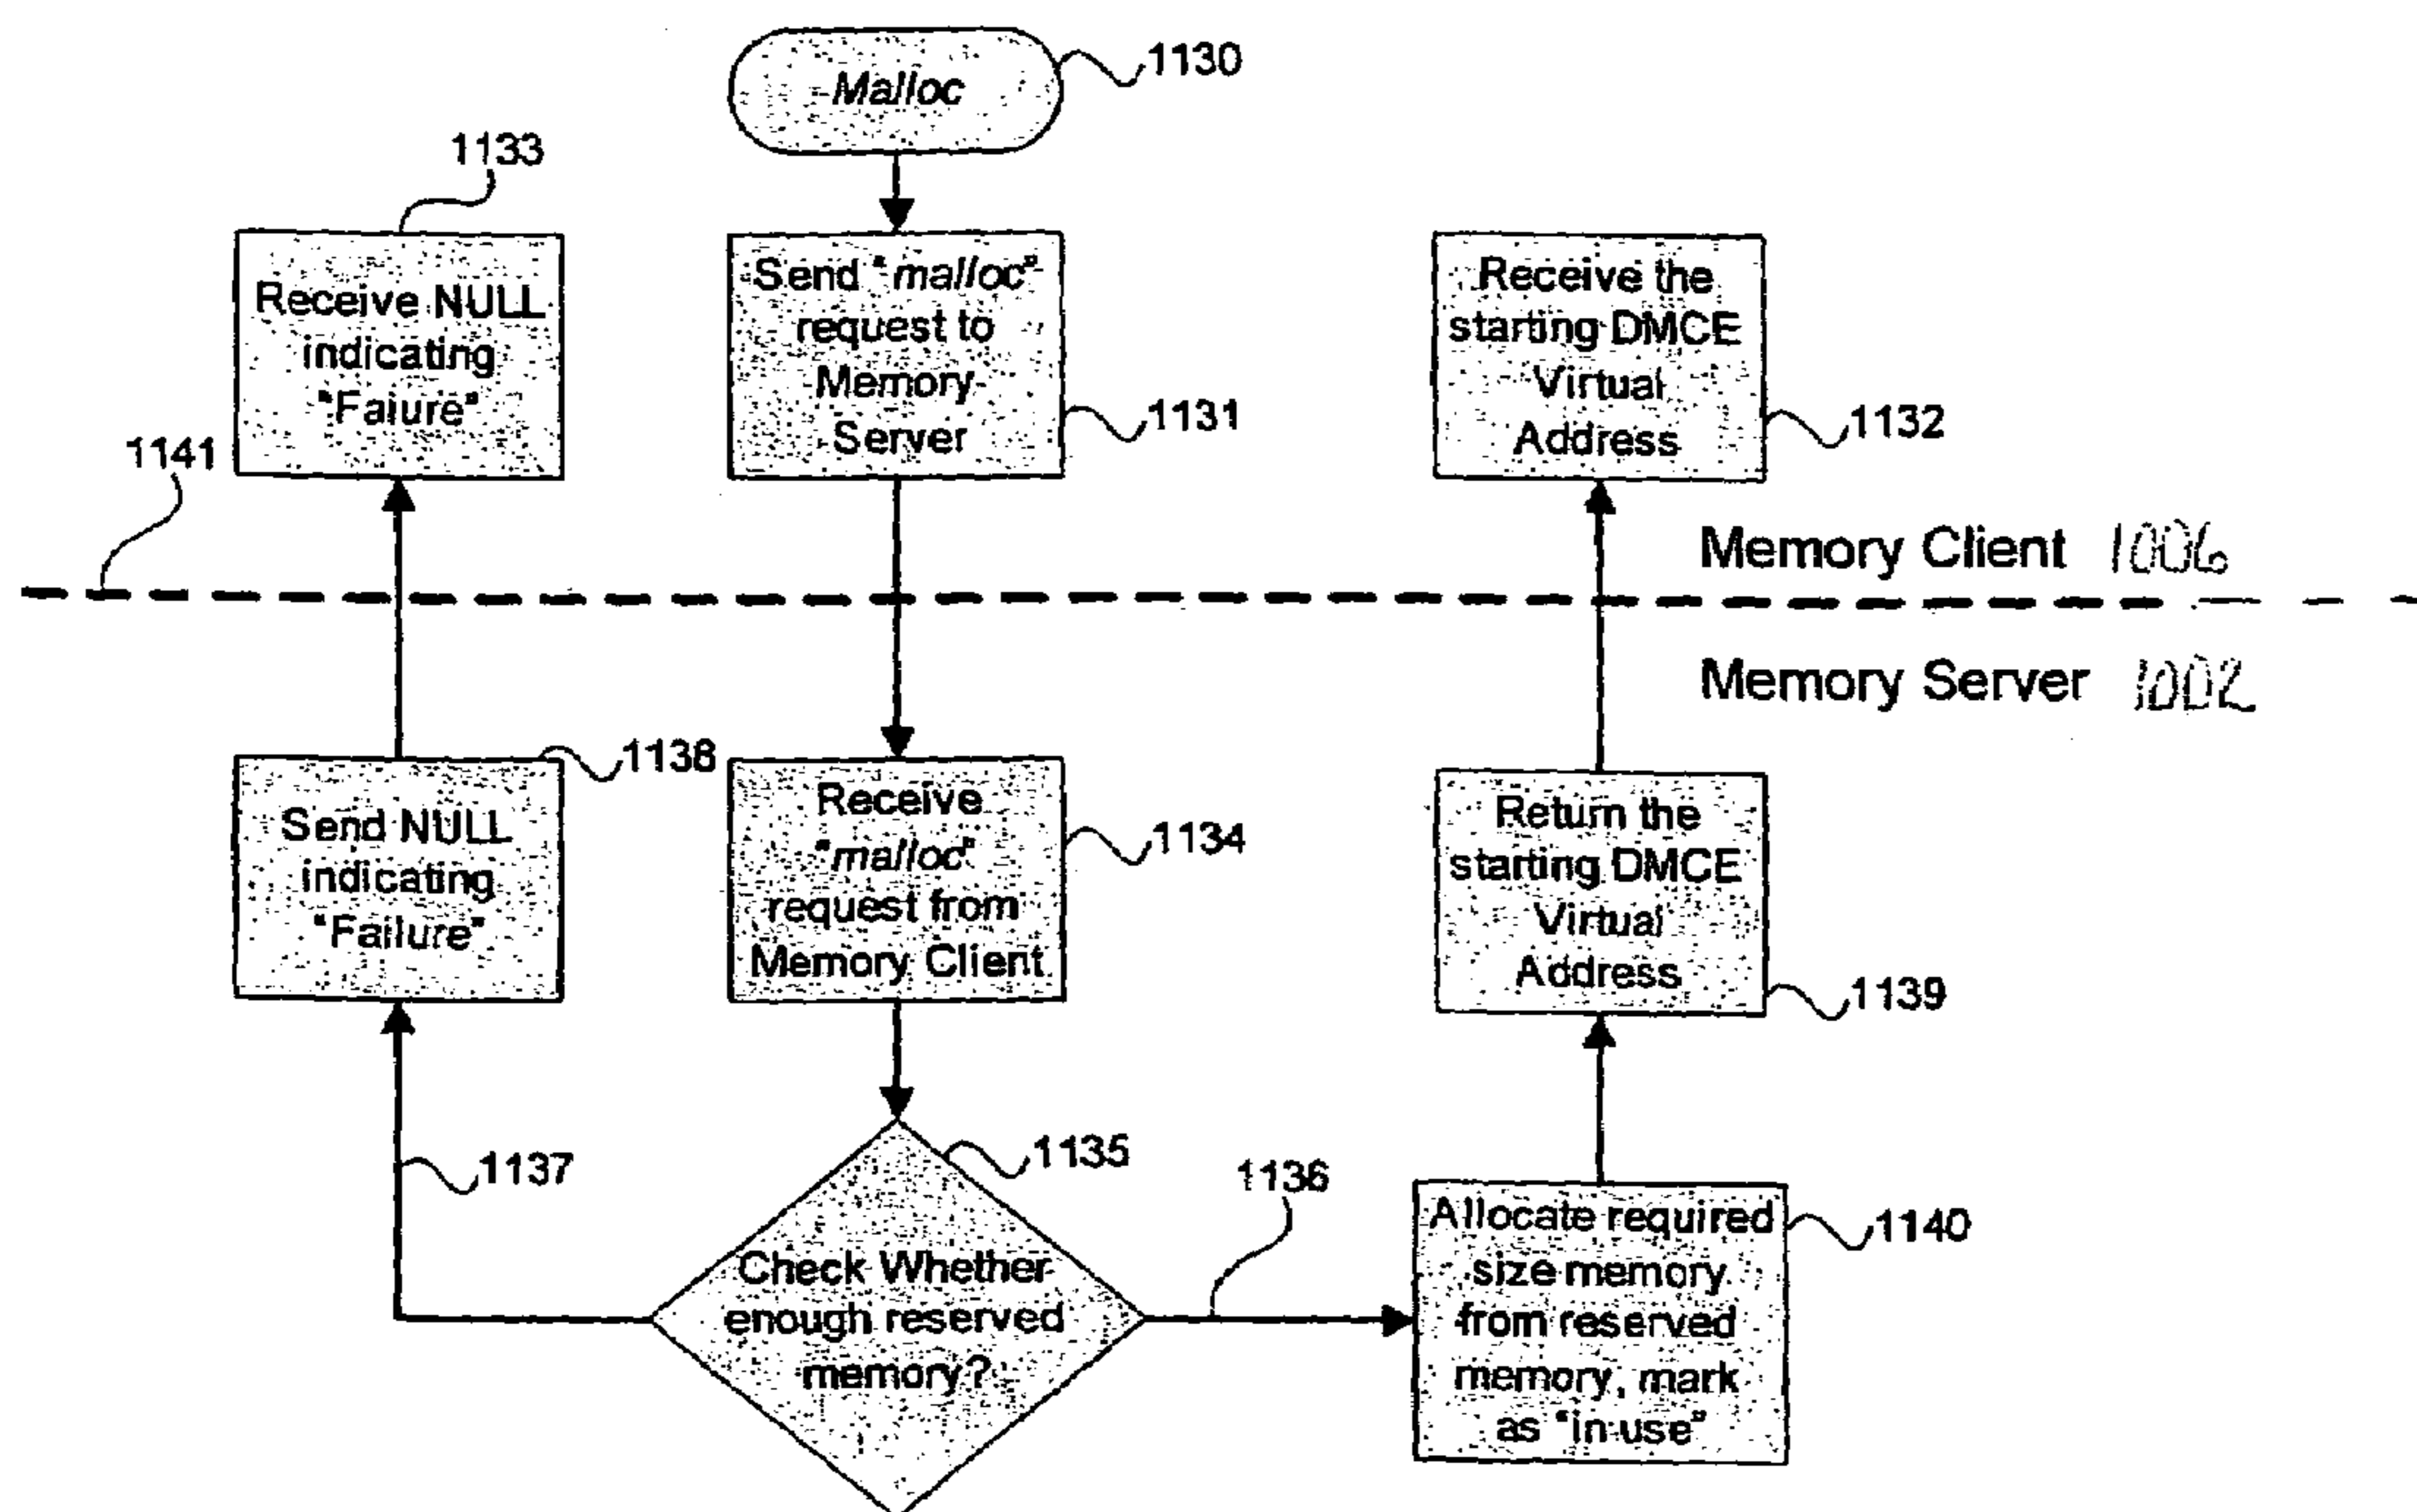 Malloc
1130
1133
Receive NULL
indicating
"Faiure"
Send "malloc"
request to
Memory
Server
1131
Receive the
starting DMCE
Virtual
Address
1132
1141
Memory Client 1006
Memory Server 1002
Send NULL
indicating
"Failure"
1138
Receive
"malloc"
request from
Memory Client
1134
Return the
starting DMCE
Virtual
Address
1139
1137
Check Whether
enough reserved
memory?
1135
1136
Allocate required
size memory
from reserved
memory, mark
as "in use"
1140